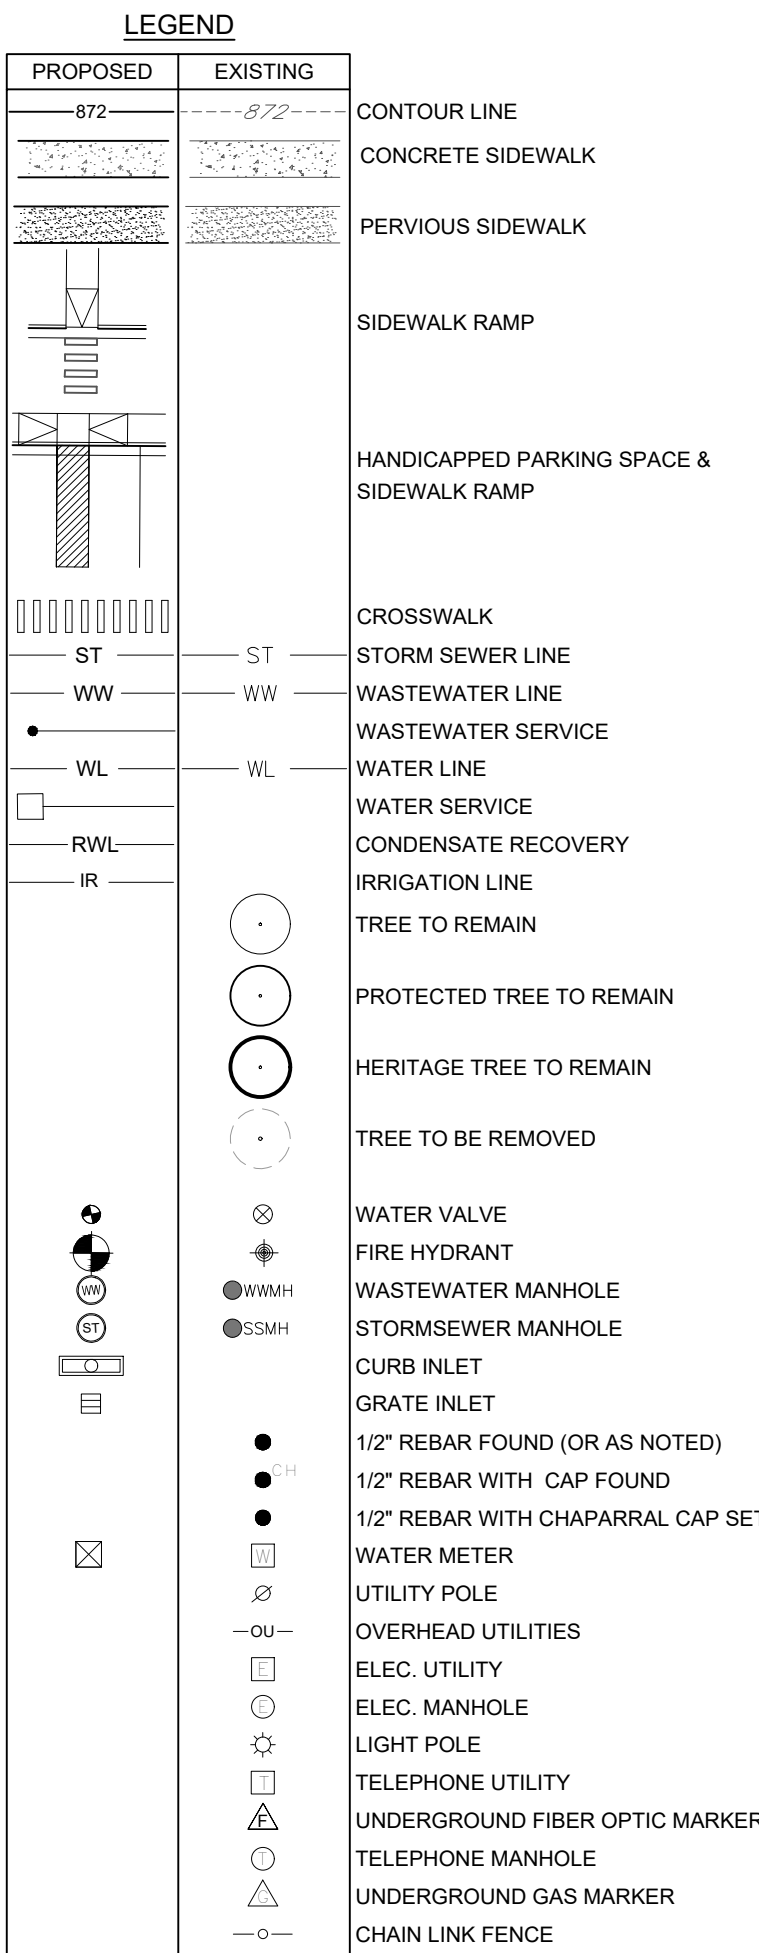 LEGEND
PROPOSED EXISTING
872 872 CONTOUR LINE
CONCRETE SIDEWALK
PERVIOUS SIDEWALK
SIDEWALK RAMP
HANDICAPPED PARKING SPACE &
SIDEWALK RAMP
CROSSWALK
ST ST STORM SEWER LINE
WW WW WASTEWATER LINE
WASTEWATER SERVICE
WL WL WATER LINE
WATER SERVICE
RWL CONDENSATE RECOVERY
IR IRRIGATION LINE
TREE TO REMAIN
PROTECTED TREE TO REMAIN
HERITAGE TREE TO REMAIN
TREE TO BE REMOVED
WATER VALVE
FIRE HYDRANT
WW WWMH WASTEWATER MANHOLE
ST SSMH STORMSEWER MANHOLE
CURB INLET
GRATE INLET
1/2" REBAR FOUND (OR AS NOTED)
CH 1/2" REBAR WITH CAP FOUND
1/2" REBAR WITH CHAPARRAL CAP SET
W WATER METER
UTILITY POLE
OU OVERHEAD UTILITIES
E ELEC. UTILITY
E ELEC. MANHOLE
LIGHT POLE
T TELEPHONE UTILITY
F UNDERGROUND FIBER OPTIC MARKER
T TELEPHONE MANHOLE
G UNDERGROUND GAS MARKER
CHAIN LINK FENCE